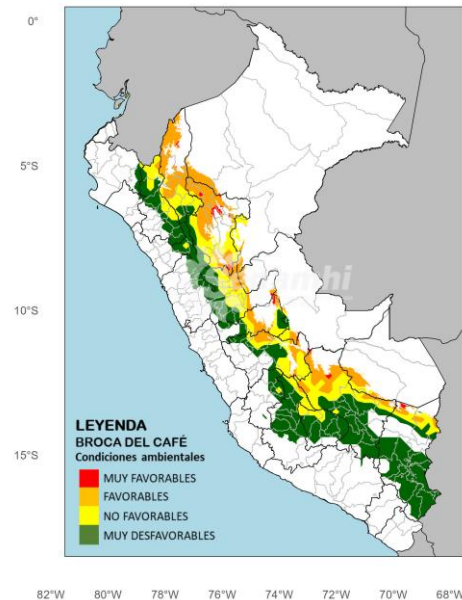 0°
5°S
10°S
15°S
senamhi
LEYENDA
BROCA DEL CAFÉ
Condiciones ambientales
MUY FAVORABLES
FAVORABLES
NO FAVORABLES
MUY DESFAVORABLES
82°W 80°W 78°W 76°W 74°W 72°W 70°W 68°W